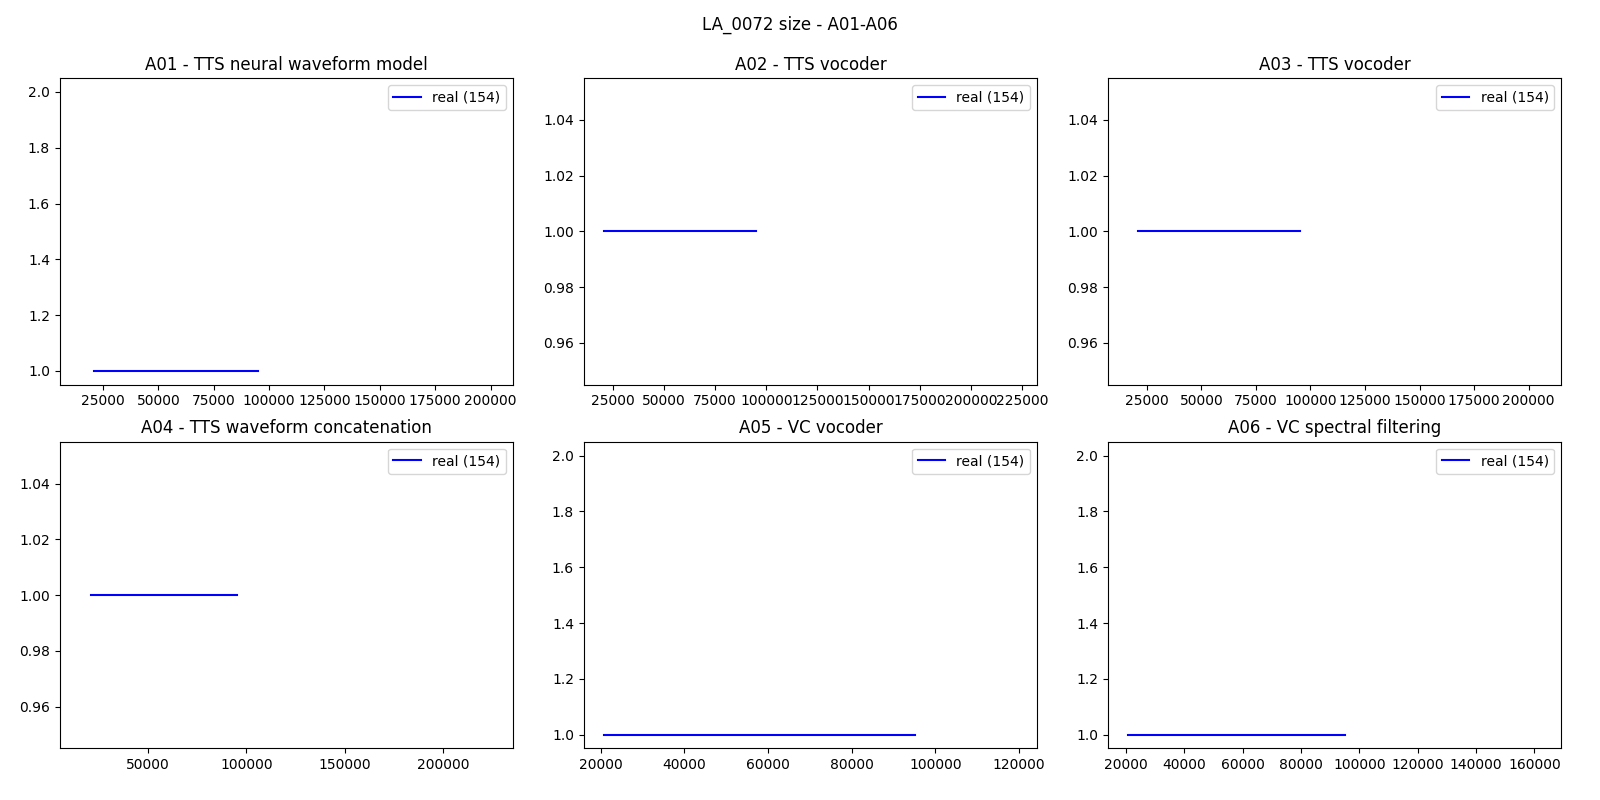 LA_0072 size - A01-A06
A01 - TTS neural waveform model
real (154)
2.0
1.8
1.6
1.4
1.2
1.0
25000 50000 75000 100000 125000 150000 175000 200000
A02 - TTS vocoder
real (154)
1.04
1.02
1.00
0.98
0.96
25000 50000 75000 100000 125000 150000 175000 200000 225000
A03 - TTS vocoder
real (154)
1.04
1.02
1.00
0.98
0.96
25000 50000 75000 100000 125000 150000 175000 200000
A04 - TTS waveform concatenation
real (154)
1.04
1.02
1.00
0.98
0.96
50000 100000 150000 200000
A05 - VC vocoder
real (154)
2.0
1.8
1.6
1.4
1.2
1.0
20000 40000 60000 80000 100000 120000
A06 - VC spectral filtering
real (154)
2.0
1.8
1.6
1.4
1.2
1.0
20000 40000 60000 80000 100000 120000 140000 160000